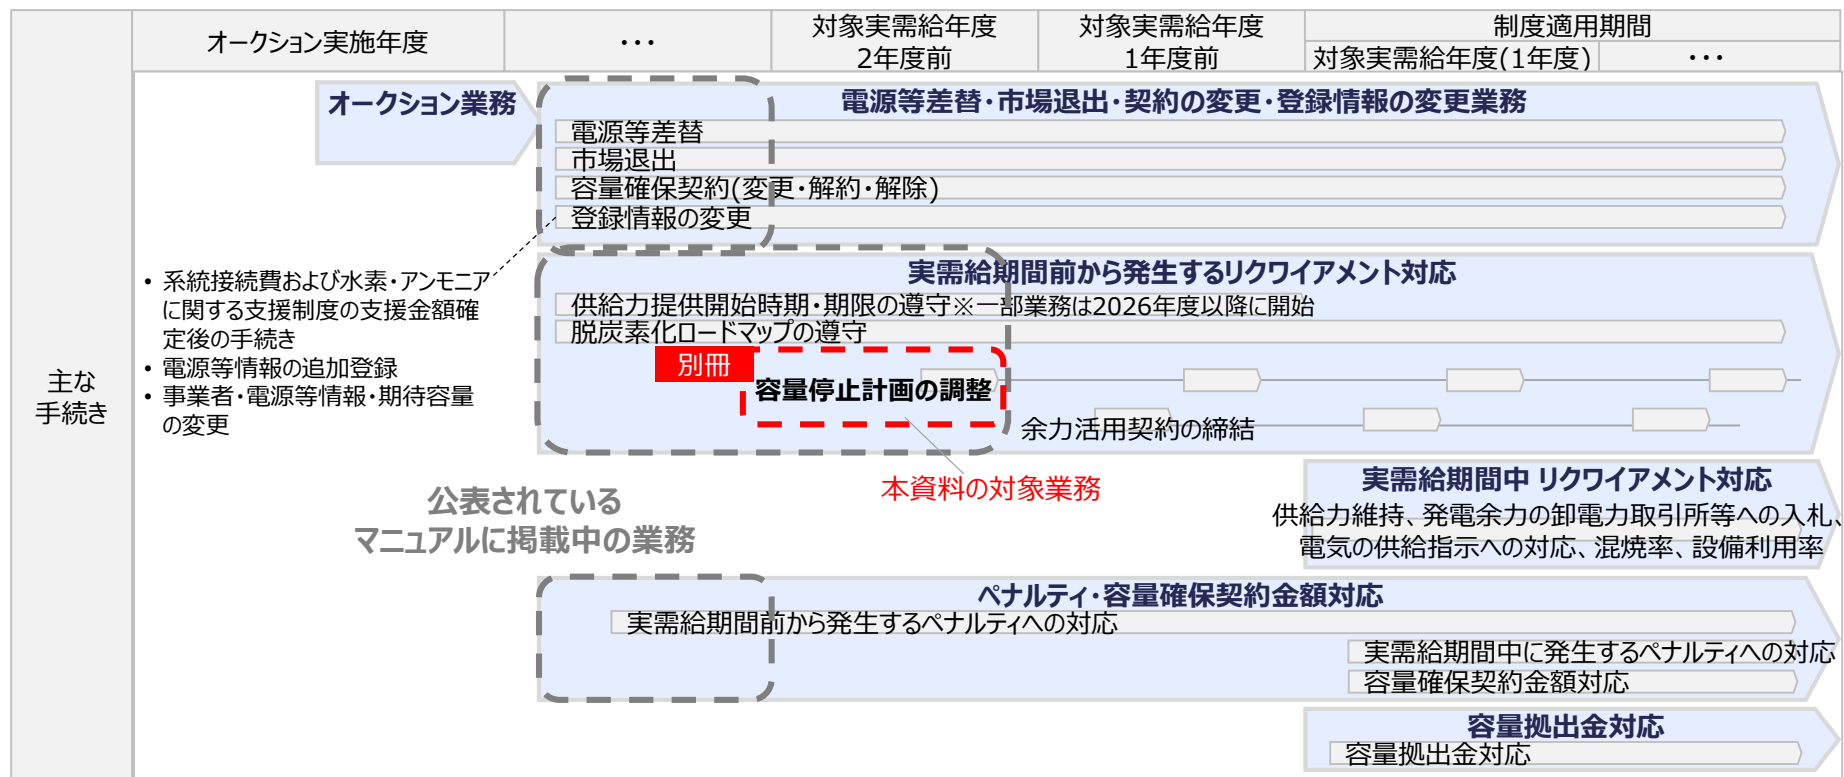 オークション実施年度
･･･
対象実需給年度
2年度前
対象実需給年度
1年度前
制度適用期間
対象実需給年度(1年度)
･･･
主な
手続き
オークション業務
電源等差替･市場退出･契約の変更･登録情報の変更業務
電源等差替
市場退出
容量確保契約(変更･解約･解除)
登録情報の変更
• 系統接続費および水素･アンモニア
に関する支援制度の支援金額確
定後の手続き
• 電源等情報の追加登録
• 事業者･電源等情報･期待容量
の変更
実需給期間前から発生するリクワイアメント対応
供給力提供開始時期･期限の遵守※一部業務は2026年度以降に開始
脱炭素化ロードマップの遵守
別冊
容量停止計画の調整
余力活用契約の締結
本資料の対象業務
公表されている
マニュアルに掲載中の業務
実需給期間中 リクワイアメント対応
供給力維持、発電余力の卸電力取引所等への入札、
電気の供給指示への対応、混焼率、設備利用率
ペナルティ･容量確保契約金額対応
実需給期間前から発生するペナルティへの対応
実需給期間中に発生するペナルティへの対応
容量確保契約金額対応
容量拠出金対応
容量拠出金対応